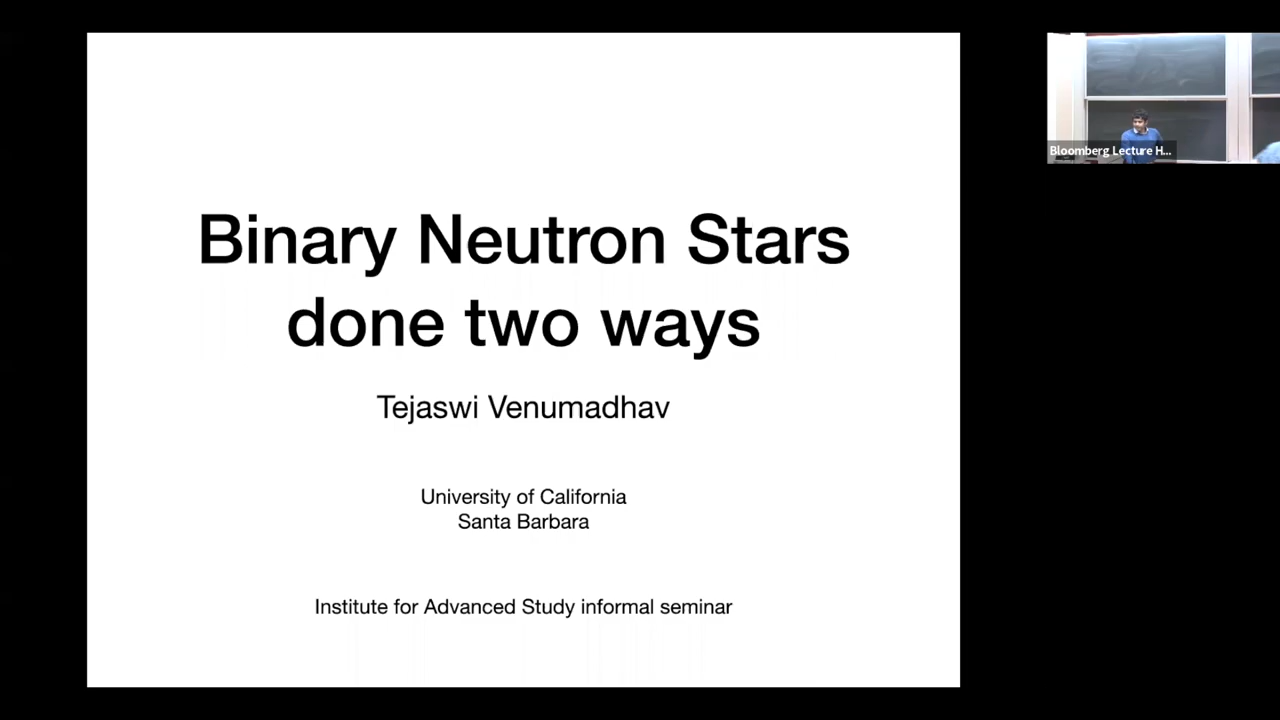 Binary Neutron Stars
done two ways
Tejaswi Venumadhav
University of California
Santa Barbara
Institute for Advanced Study informal seminar
Bloomberg Lecture H...